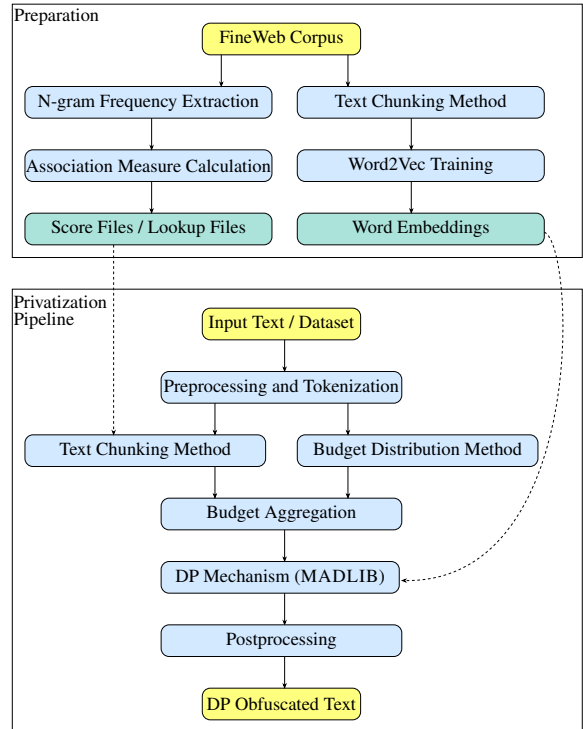 Preparation
FineWeb Corpus
N-gram Frequency Extraction
Text Chunking Method
Association Measure Calculation
Word2Vec Training
Score Files / Lookup Files
Word Embeddings
Privatization
Pipeline
Input Text / Dataset
Preprocessing and Tokenization
Text Chunking Method
Budget Distribution Method
Budget Aggregation
DP Mechanism (MADLIB)
Postprocessing
DP Obfuscated Text